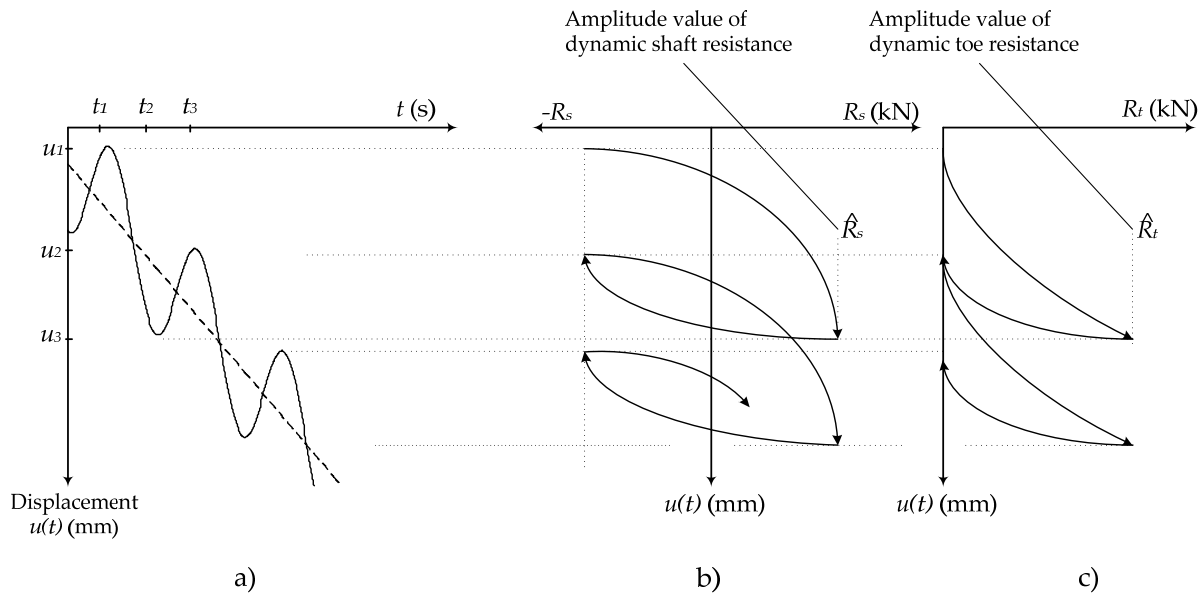 Amplitude value of
dynamic shaft resistance
Amplitude value of
dynamic toe resistance
t1 t2 t3 t (s)
-Rs Rs (kN)
Rt (kN)
u1
R̂s
R̂t
u2
u3
Displacement
u(t) (mm)
u(t) (mm)
u(t) (mm)
a)
b)
c)